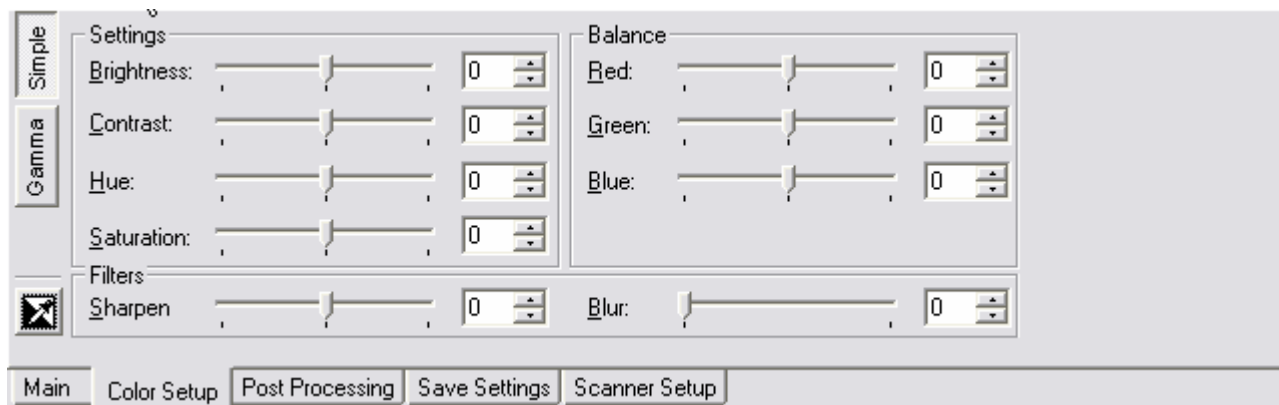 Simple
Gamma
Settings
Brightness: 0
Contrast: 0
Hue: 0
Saturation: 0
Balance
Red: 0
Green: 0
Blue: 0
Filters
Sharpen 0 Blur: 0
Main Color Setup Post Processing Save Settings Scanner Setup